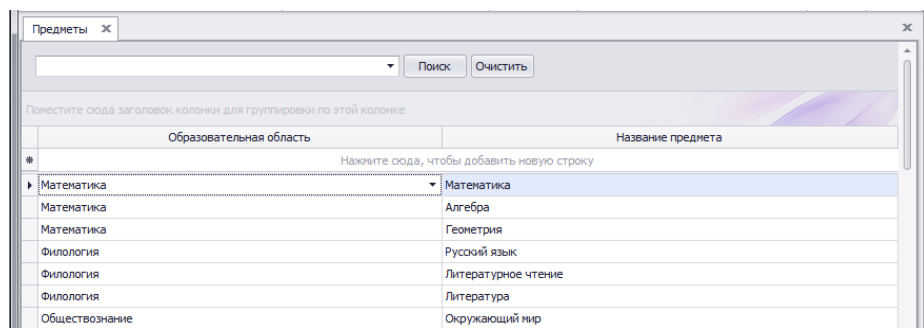 Предметы
Поиск Очистить
Поместите сюда заголовок колонки для группировки по этой колонке
Образовательная область Название предмета
Нажмите сюда, чтобы добавить новую строку
Математика Математика
Математика Алгебра
Математика Геометрия
Филология Русский язык
Филология Литературное чтение
Филология Литература
Обществознание Окружающий мир